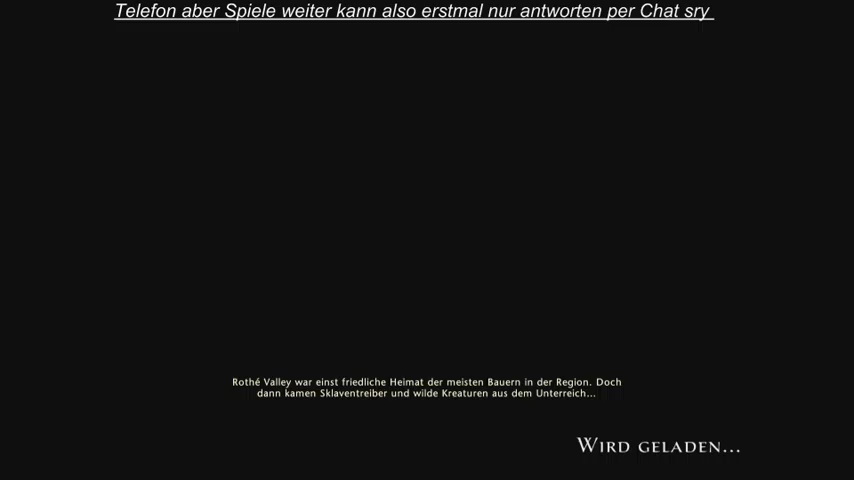 Telefon aber Spiele weiter kann also erstmal nur antworten per Chat sry
Rothé Valley war einst friedliche Heimat der meisten Bauern in der Region. Doch
dann kamen Sklaventreiber und wilde Kreaturen aus dem Unterreich...
Wird geladen...